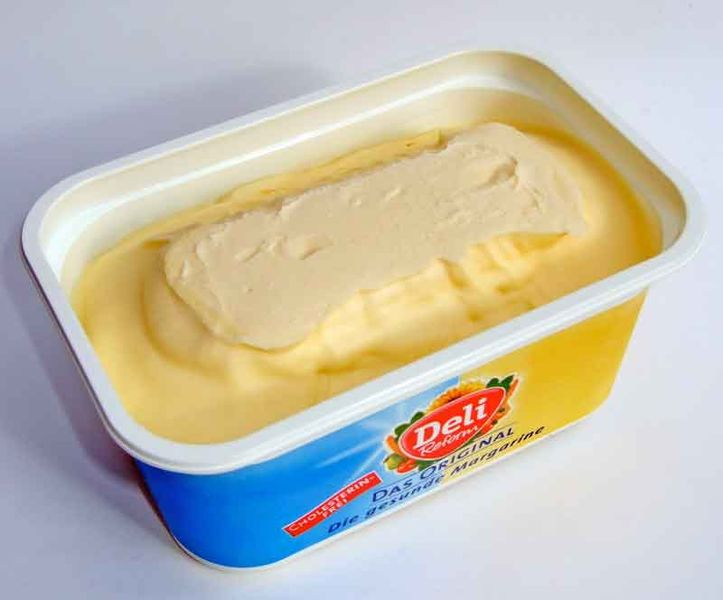 Deli
Reform
CHOLESTERIN-
FREI
DAS ORIGINAL
Die gesunde Margarine